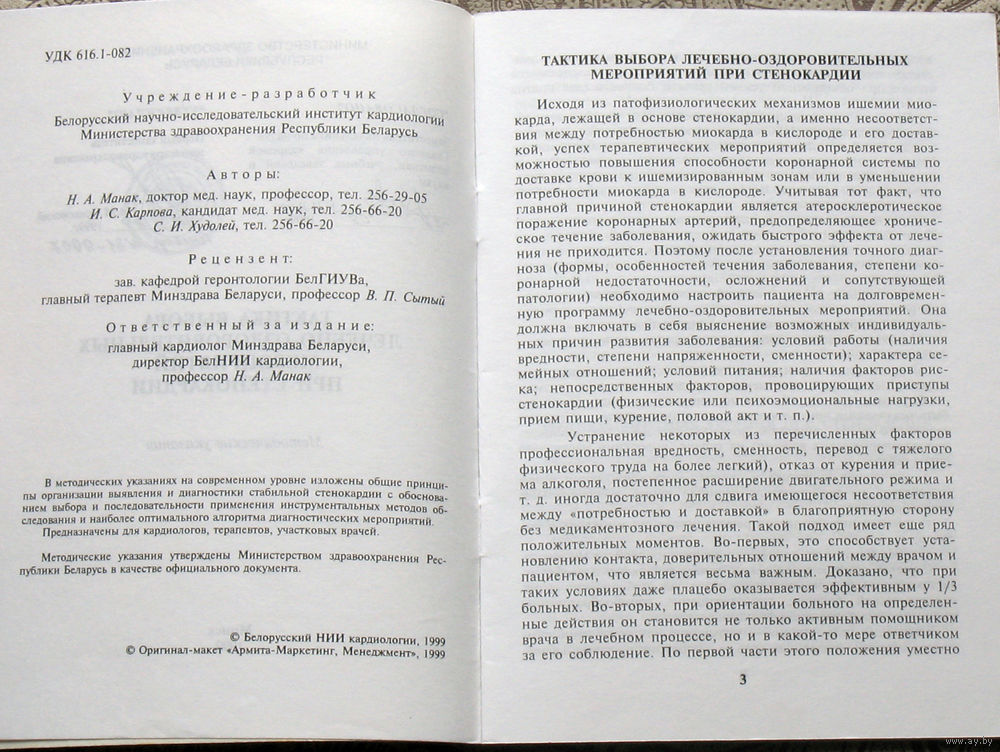 УДК 616.1-082
Учреждение-разработчик
Белорусский научно-исследовательский институт кардиологии
Министерства здравоохранения Республики Беларусь
Авторы:
Н. А. Манак, доктор мед. наук, профессор, тел. 256-29-05
И. С. Карпова, кандидат мед. наук, тел. 256-66-20
С. И. Худолей, тел. 256-66-20
Рецензент:
зав. кафедрой геронтологии БелГИУВа,
главный терапевт Минздрава Беларуси, профессор В. П. Сытый
Ответственный за издание:
главный кардиолог Минздрава Беларуси,
директор БелНИИ кардиологии,
профессор Н. А. Манак
В методических указаниях на современном уровне изложены общие принци-
пы организации выявления и диагностики стабильной стенокардии с обоснова-
нием выбора и последовательности применения инструментальных методов об-
следования и наиболее оптимального алгоритма диагностических мероприятий.
Предназначены для кардиологов, терапевтов, участковых врачей.
Методические указания утверждены Министерством здравоохранения Рес-
публики Беларусь в качестве официального документа.
© Белорусский НИИ кардиологии, 1999
© Оригинал-макет «Армита-Маркетинг, Менеджмент», 1999
ТАКТИКА ВЫБОРА ЛЕЧЕБНО-ОЗДОРОВИТЕЛЬНЫХ
МЕРОПРИЯТИЙ ПРИ СТЕНОКАРДИИ
Исходя из патофизиологических механизмов ишемии мио-
карда, лежащей в основе стенокардии, а именно несоответст-
вия между потребностью миокарда в кислороде и его достав-
кой, успех терапевтических мероприятий определяется воз-
можностью повышения способности коронарной системы по
доставке крови к ишемизированным зонам или в уменьшении
потребности миокарда в кислороде. Учитывая тот факт, что
главной причиной стенокардии является атеросклеротическое
поражение коронарных артерий, предопределяющее хрониче-
ское течение заболевания, ожидать быстрого эффекта от лече-
ния не приходится. Поэтому после установления точного диаг-
ноза (формы, особенностей течения заболевания, степени ко-
ронарной недостаточности, осложнений и сопутствующей
патологии) необходимо настроить пациента на долговремен-
ную программу лечебно-оздоровительных мероприятий. Она
должна включать в себя выяснение возможных индивидуаль-
ных причин развития заболевания: условий работы (наличия
вредности, степени напряженности, сменности); характера се-
мейных отношений; условий питания; наличия факторов рис-
ка; непосредственных факторов, провоцирующих приступы
стенокардии (физические или психоэмоциональные нагрузки,
прием пищи, курение, половой акт и т. п.).
Устранение некоторых из перечисленных факторов
профессиональная вредность, сменность, перевод с тяжелого
физического труда на более легкий), отказ от курения и прие-
ма алкоголя, постепенное расширение двигательного режима и
т. д. иногда достаточно для сдвига имеющегося несоответствия
между «потребностью и доставкой» в благоприятную сторону
без медикаментозного лечения. Такой подход имеет еще ряд
положительных моментов. Во-первых, это способствует уста-
новлению контакта, доверительных отношений между врачом и
пациентом, что является весьма важным. Доказано, что при
таких условиях даже плацебо оказывается эффективным у 1/3
больных. Во-вторых, при ориентации больного на определен-
ные действия он становится не только активным помощником
врача в лечебном процессе, но и в какой-то мере ответчиком
за его соблюдение. По первой части этого положения уместно
3
www.ay.by